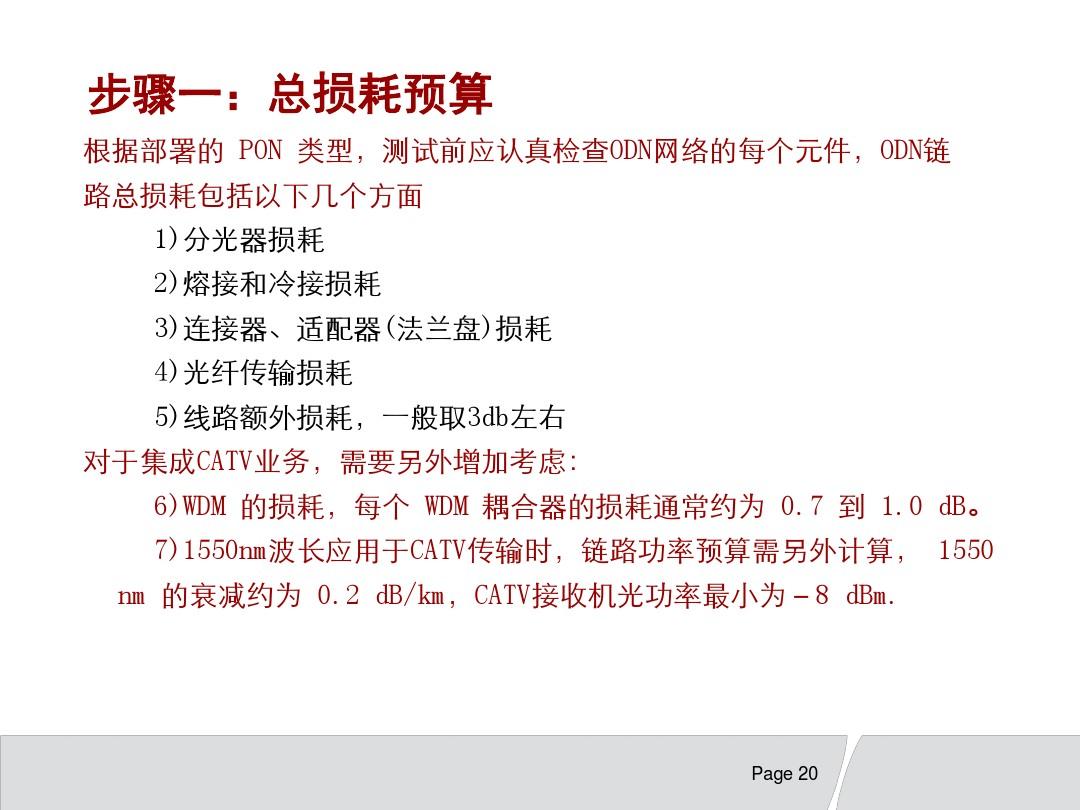 步骤一：总损耗预算
根据部署的 PON 类型，测试前应认真检查ODN网络的每个元件，ODN链
路总损耗包括以下几个方面
1)分光器损耗
2)熔接和冷接损耗
3)连接器、适配器(法兰盘)损耗
4)光纤传输损耗
5)线路额外损耗，一般取3db左右
对于集成CATV业务，需要另外增加考虑：
6)WDM 的损耗，每个 WDM 耦合器的损耗通常约为 0.7 到 1.0 dB。
7)1550nm波长应用于CATV传输时，链路功率预算需另外计算， 1550
nm 的衰减约为 0.2 dB/km，CATV接收机光功率最小为－8 dBm.
Page 20